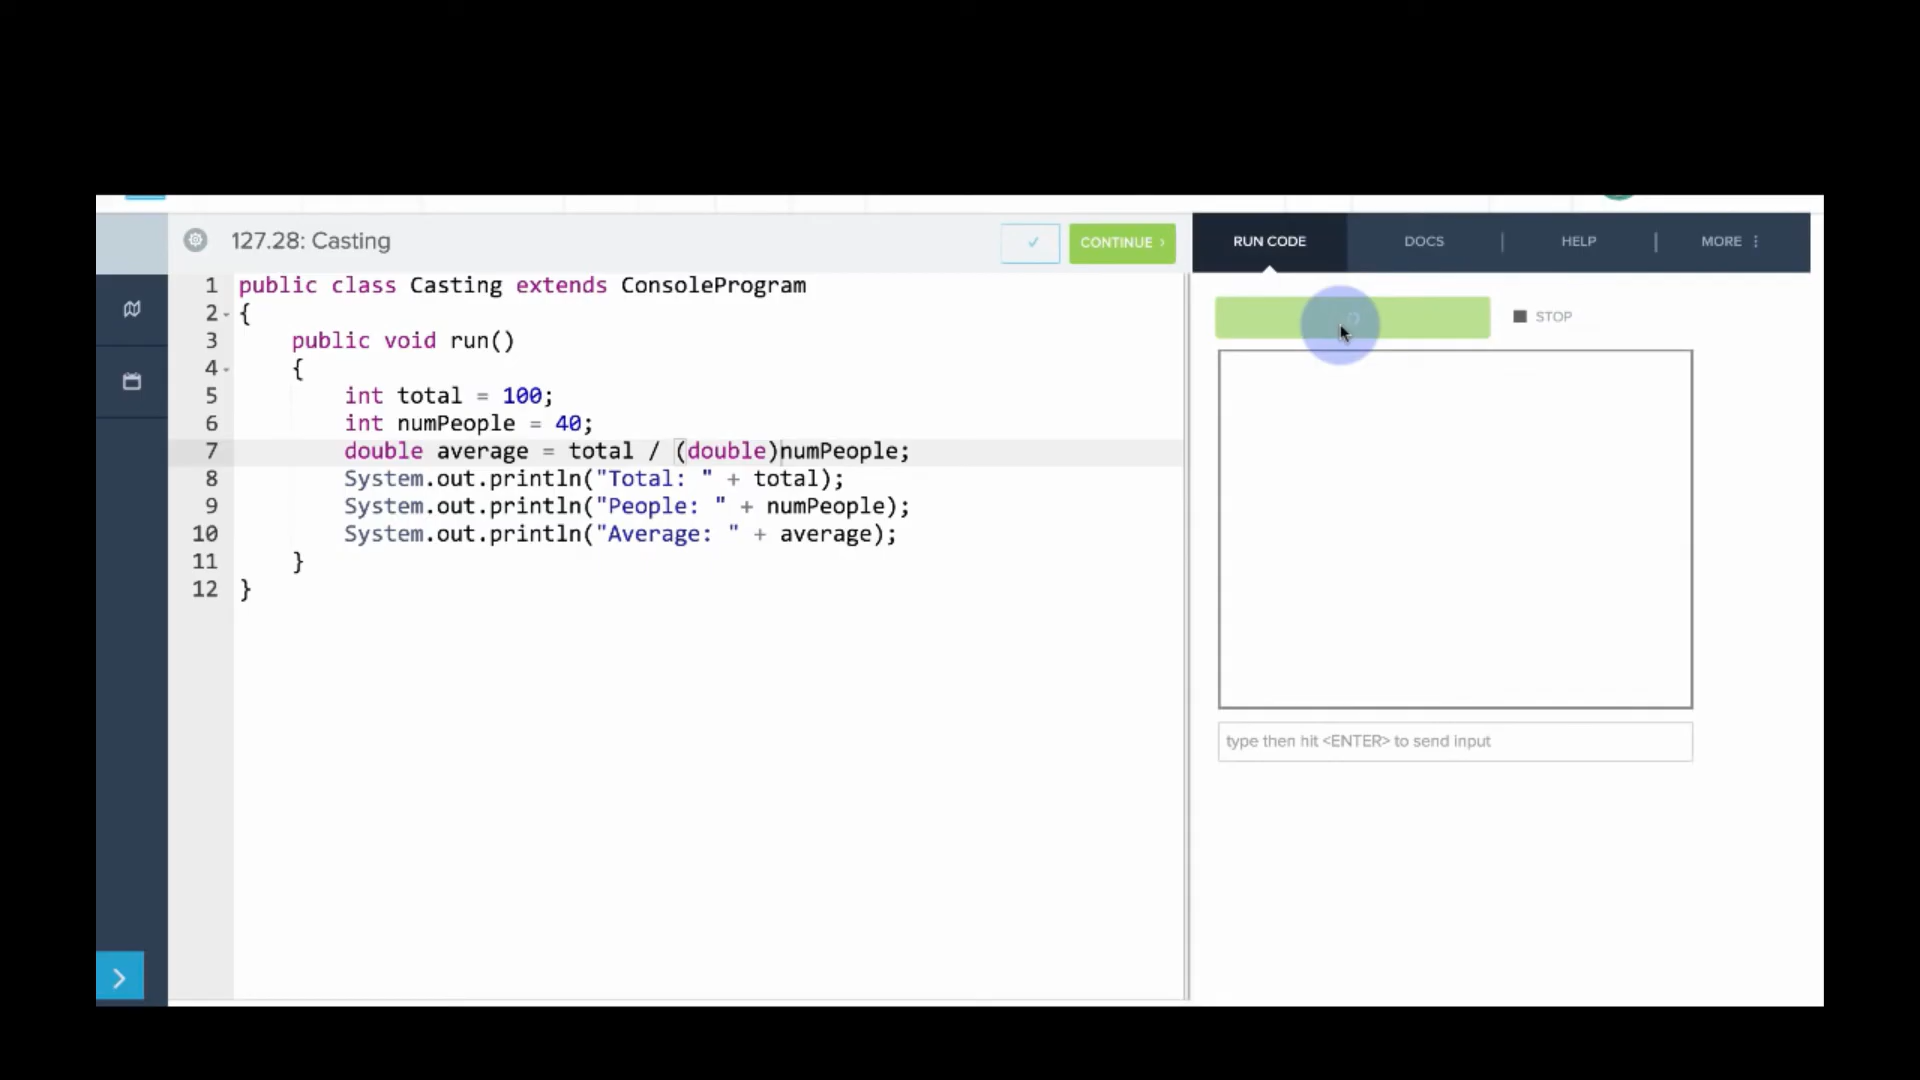 127.28: Casting
✓
CONTINUE ›
RUN CODE
DOCS
HELP
MORE
STOP
1 public class Casting extends ConsoleProgram
2 {
3 public void run()
4 {
5 int total = 100;
6 int numPeople = 40;
7 double average = total / (double)numPeople;
8 System.out.println("Total: " + total);
9 System.out.println("People: " + numPeople);
10 System.out.println("Average: " + average);
11 }
12 }
type then hit <ENTER> to send input